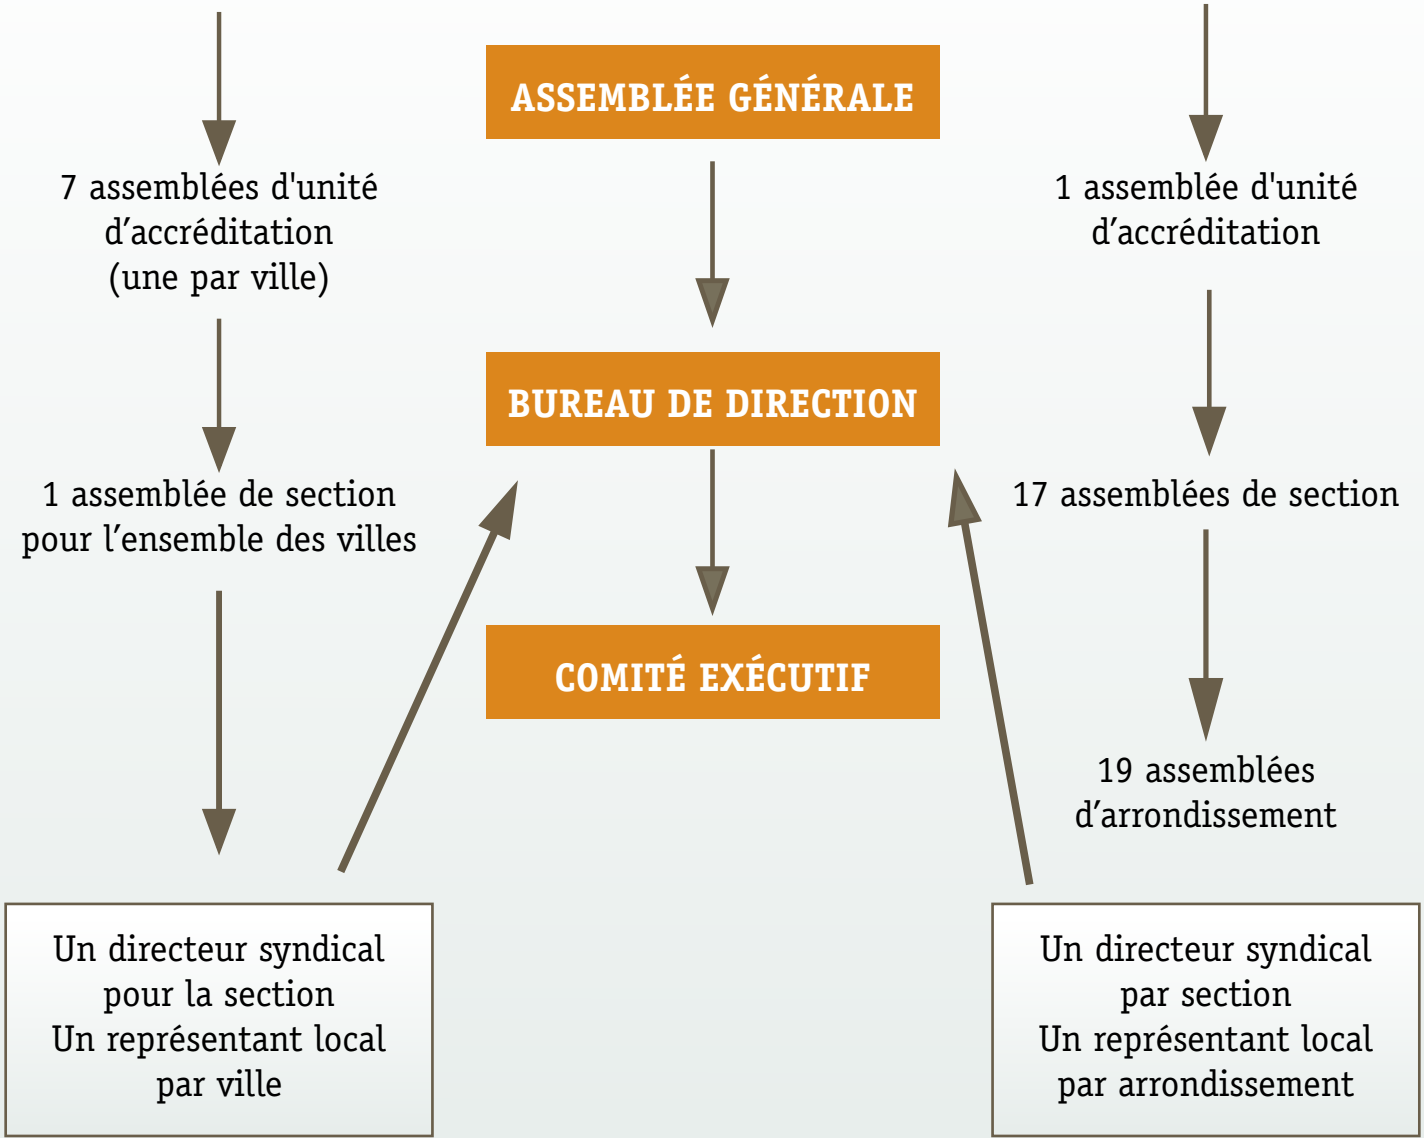 ASSEMBLÉE GÉNÉRALE
BUREAU DE DIRECTION
COMITÉ EXÉCUTIF
7 assemblées d'unité
d’accréditation
(une par ville)
1 assemblée de section
pour l’ensemble des villes
Un directeur syndical
pour la section
Un représentant local
par ville
1 assemblée d'unité
d’accréditation
17 assemblées de section
19 assemblées
d’arrondissement
Un directeur syndical
par section
Un représentant local
par arrondissement